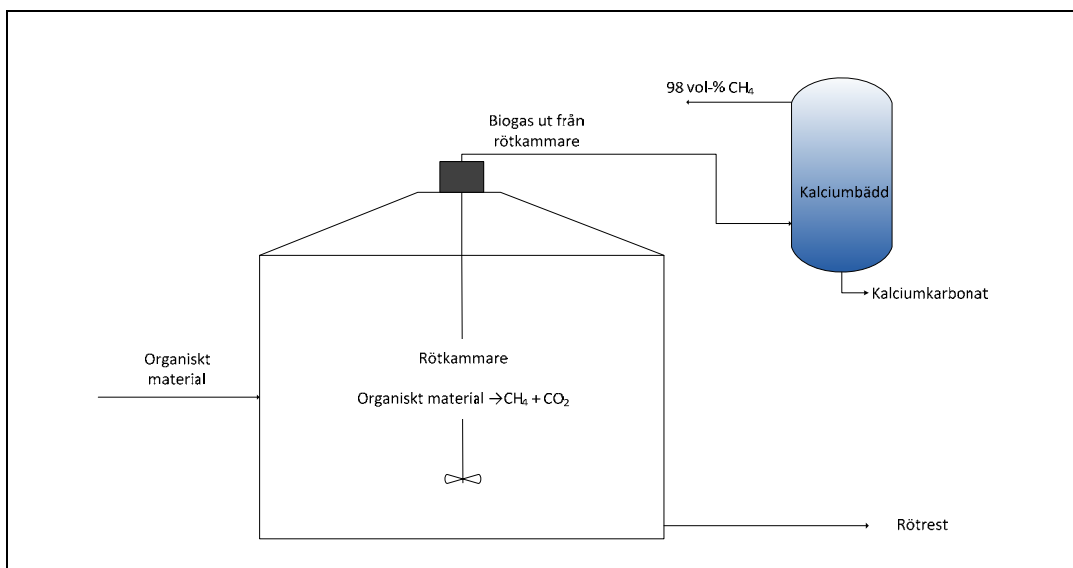 98 vol-% CH₄
Biogas ut från
rötkammare
Kalciumbädd
Kalciumkarbonat
Organiskt
material
Rötkammare
Organiskt material →CH₄ + CO₂
Rötrest